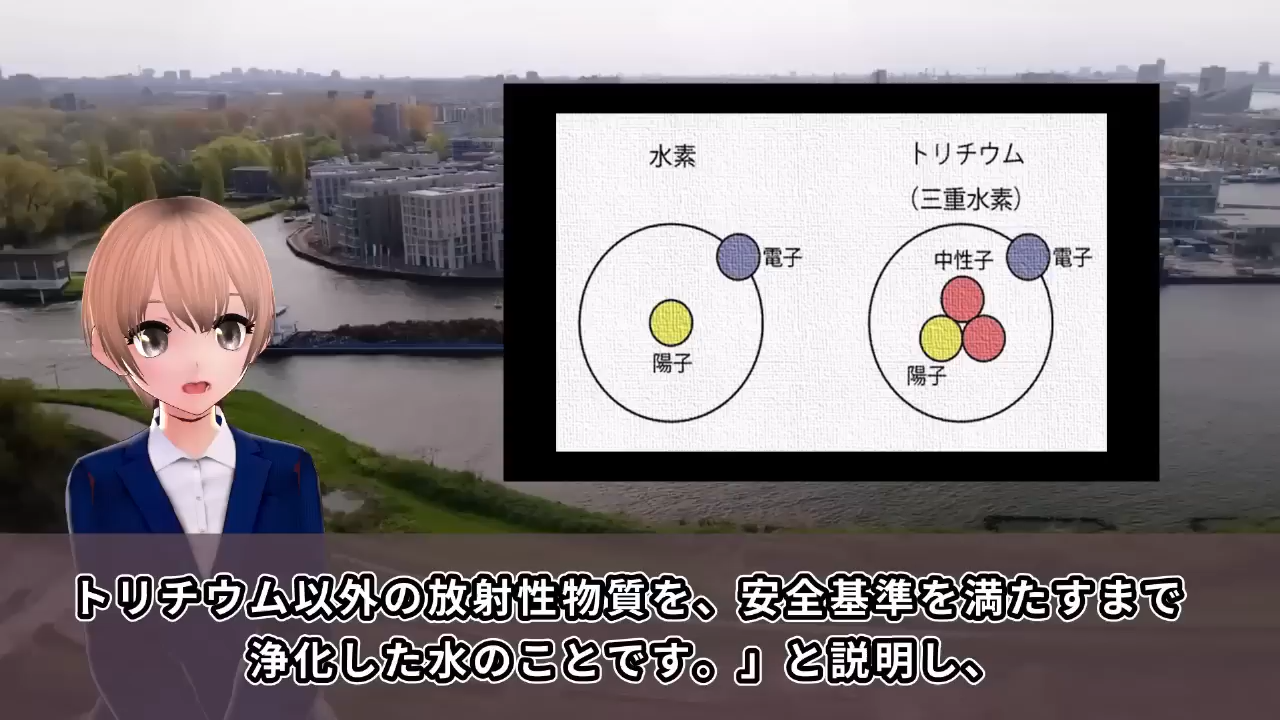 水素
トリチウム
（三重水素）
電子
陽子
中性子
電子
陽子
トリチウム以外の放射性物質を、安全基準を満たすまで
浄化した水のことです。』と説明し、